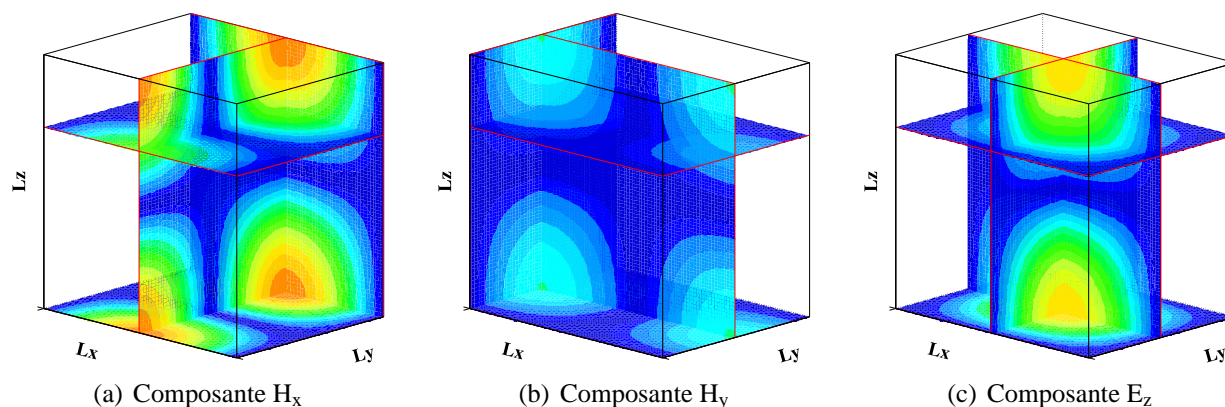 Lz
Lx
Ly
Lz
Lx
Ly
Lz
Lx
Ly
(a) Composante Hx
(b) Composante Hy
(c) Composante Ez